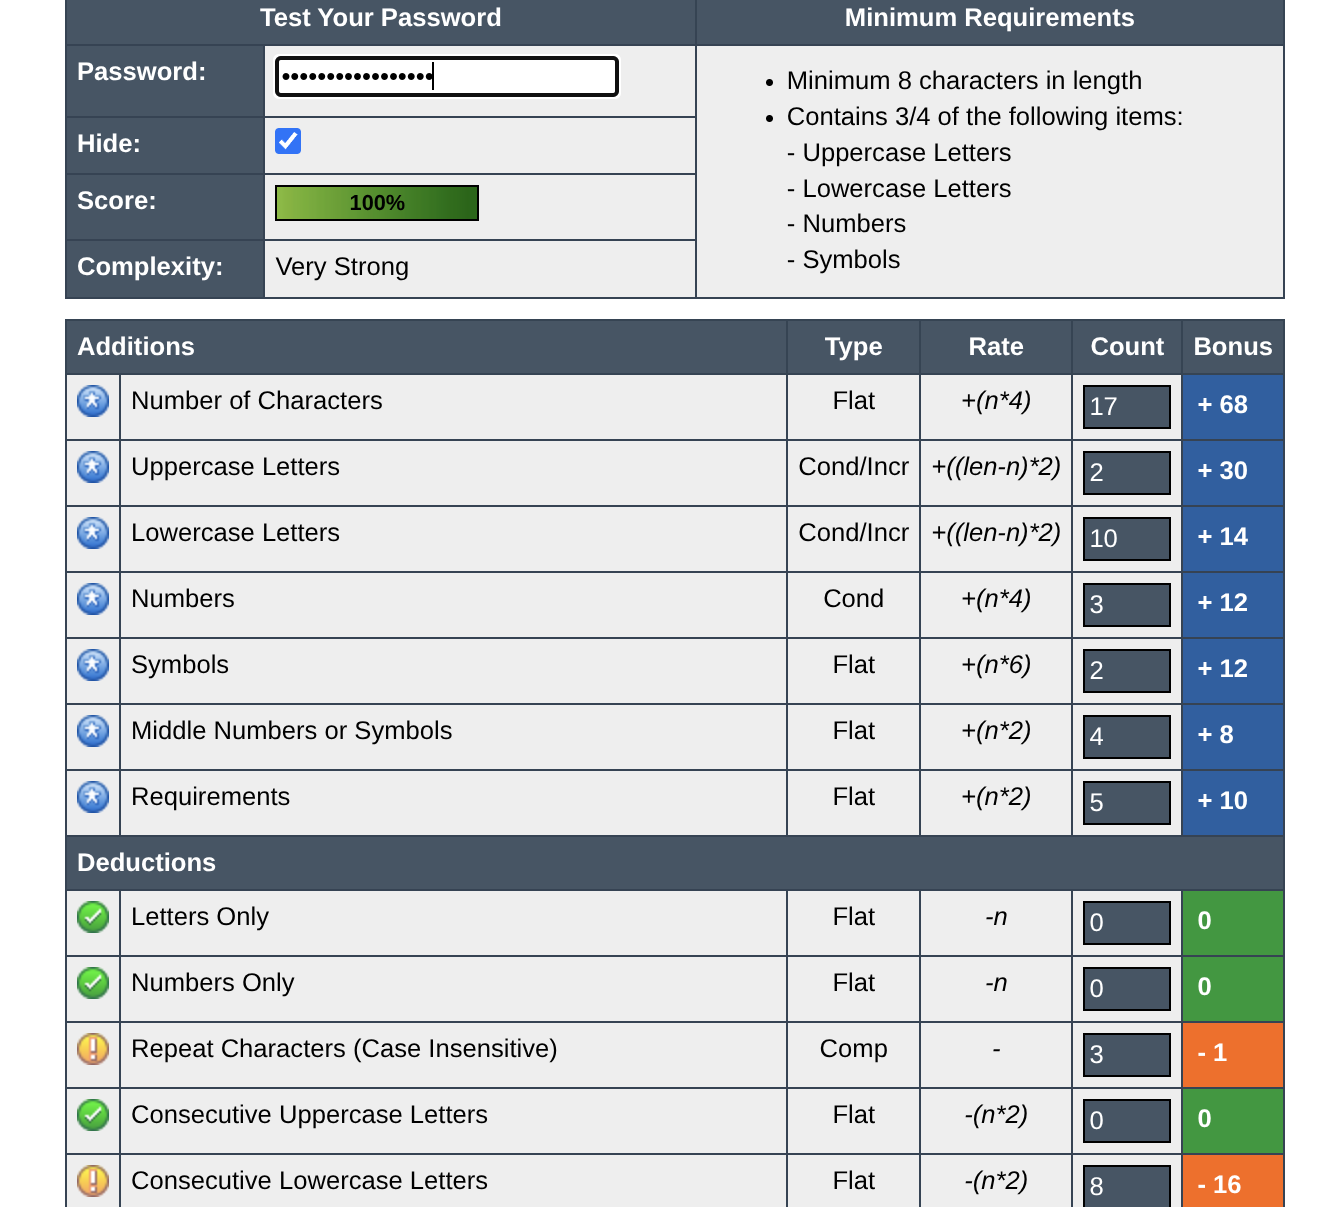 Test Your Password Minimum Requirements
Password: •••••••••••••••••
Hide:
Score: 100%
Complexity: Very Strong
• Minimum 8 characters in length
• Contains 3/4 of the following items:
- Uppercase Letters
- Lowercase Letters
- Numbers
- Symbols
Additions Type Rate Count Bonus
Number of Characters Flat +(n*4) 17 + 68
Uppercase Letters Cond/Incr +((len-n)*2) 2 + 30
Lowercase Letters Cond/Incr +((len-n)*2) 10 + 14
Numbers Cond +(n*4) 3 + 12
Symbols Flat +(n*6) 2 + 12
Middle Numbers or Symbols Flat +(n*2) 4 + 8
Requirements Flat +(n*2) 5 + 10
Deductions
Letters Only Flat -n 0 0
Numbers Only Flat -n 0 0
Repeat Characters (Case Insensitive) Comp - 3 - 1
Consecutive Uppercase Letters Flat -(n*2) 0 0
Consecutive Lowercase Letters Flat -(n*2) 8 - 16